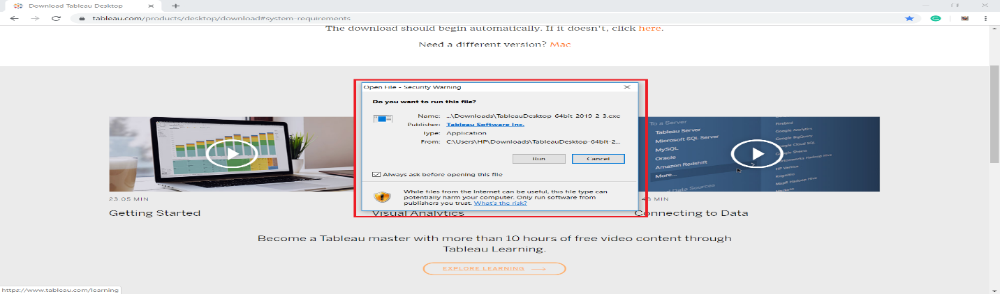 Download Tableau Desktop
tableau.com/products/desktop/download#system-requirements
The download should begin automatically. If it doesn't, click here.
Need a different version? Mac
Open File - Security Warning
Do you want to run this file?
Name: ...\Downloads\TableauDesktop-64bit-2019-2-3.exe
Publisher: Tableau Software Inc.
Type: Application
From: C:\Users\HP\Downloads\TableauDesktop-64bit-2...
Run Cancel
Always ask before opening this file
While files from the Internet can be useful, this file type can
potentially harm your computer. Only run software from
publishers you trust. What's the risk?
To a Server
Tableau Server
Microsoft SQL Server
MySQL
Oracle
Amazon Redshift
More...
Data Sources
Firebird
Google Analytics
Google BigQuery
Google Cloud SQL
Google Sheets
Hortonworks Hadoop Hive
HP Vertica
Kognitio
MapR Hadoop Hive
Marketo
23:05 MIN
Getting Started
Visual Analytics
MIN
Connecting to Data
Become a Tableau master with more than 10 hours of free video content through
Tableau Learning.
EXPLORE LEARNING
https://www.tableau.com/learning